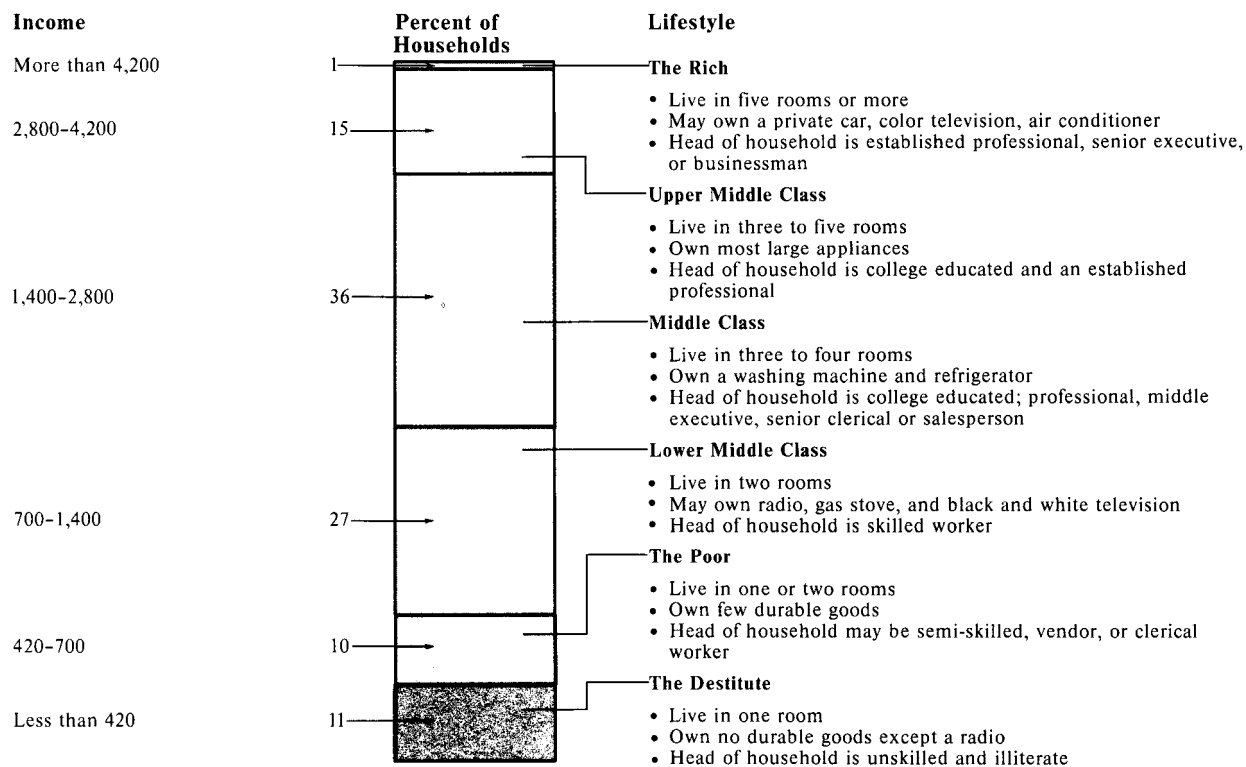 Income
Percent of
Households
Lifestyle
More than 4,200
1
The Rich
• Live in five rooms or more
• May own a private car, color television, air conditioner
• Head of household is established professional, senior executive,
or businessman
2,800-4,200
15
Upper Middle Class
• Live in three to five rooms
• Own most large appliances
• Head of household is college educated and an established
professional
1,400-2,800
36
Middle Class
• Live in three to four rooms
• Own a washing machine and refrigerator
• Head of household is college educated; professional, middle
executive, senior clerical or salesperson
Lower Middle Class
• Live in two rooms
• May own radio, gas stove, and black and white television
• Head of household is skilled worker
700-1,400
27
The Poor
• Live in one or two rooms
• Own few durable goods
• Head of household may be semi-skilled, vendor, or clerical
worker
420-700
10
The Destitute
• Live in one room
• Own no durable goods except a radio
• Head of household is unskilled and illiterate
Less than 420
11